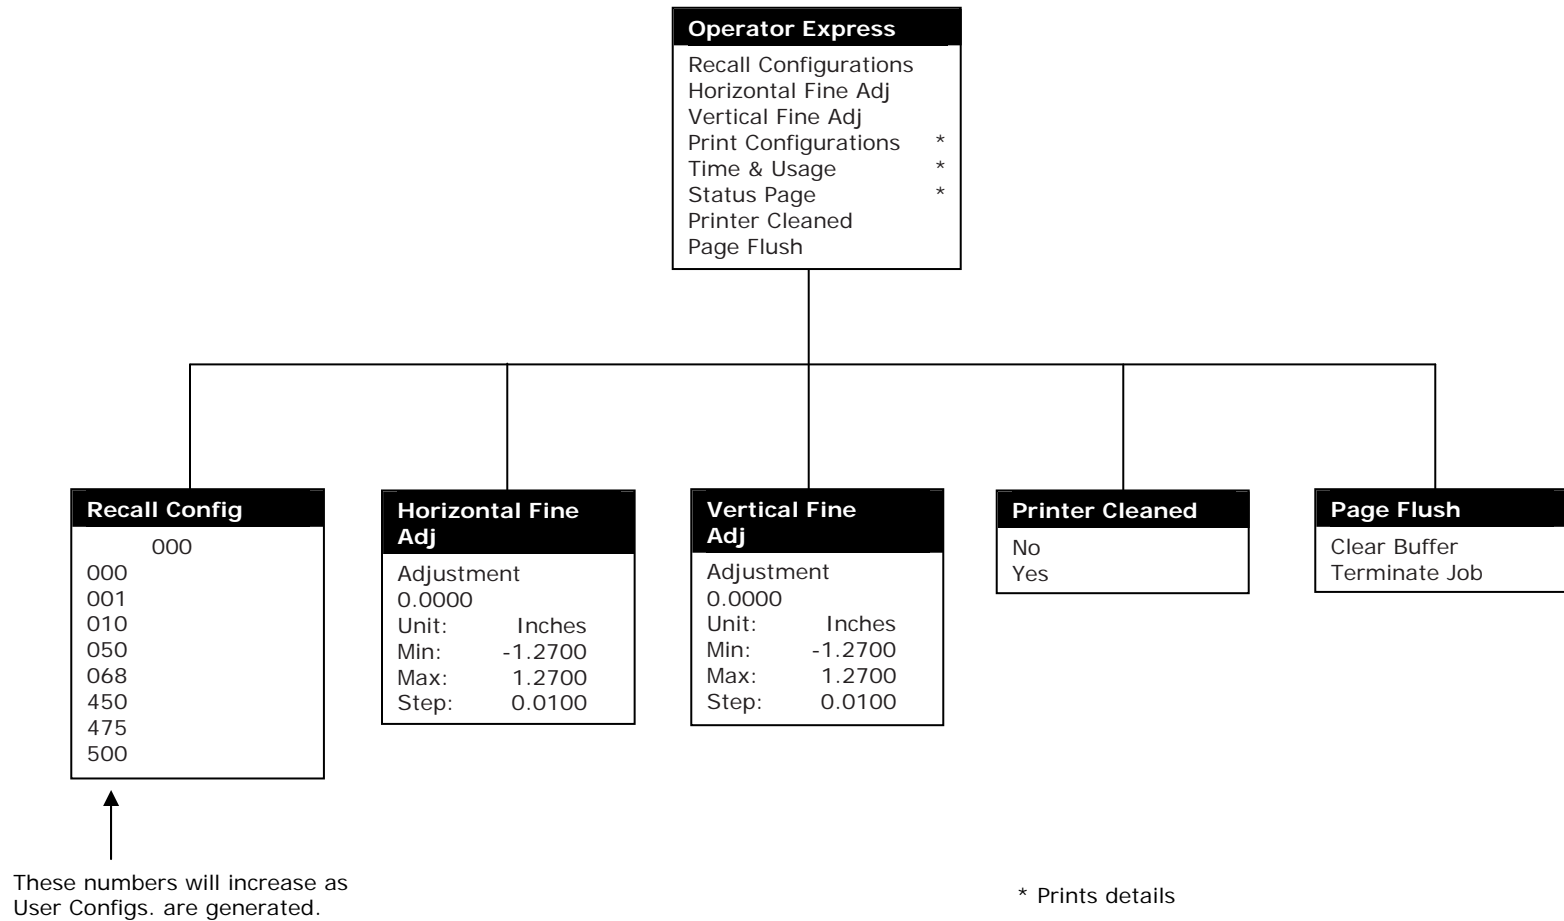 Operator Express
Recall Configurations
Horizontal Fine Adj
Vertical Fine Adj
Print Configurations *
Time & Usage *
Status Page *
Printer Cleaned
Page Flush
Recall Config
000
000
001
010
050
068
450
475
500
These numbers will increase as
User Configs. are generated.
Horizontal Fine
Adj
Adjustment
0.0000
Unit: Inches
Min: -1.2700
Max: 1.2700
Step: 0.0100
Vertical Fine
Adj
Adjustment
0.0000
Unit: Inches
Min: -1.2700
Max: 1.2700
Step: 0.0100
Printer Cleaned
No
Yes
Page Flush
Clear Buffer
Terminate Job
* Prints details